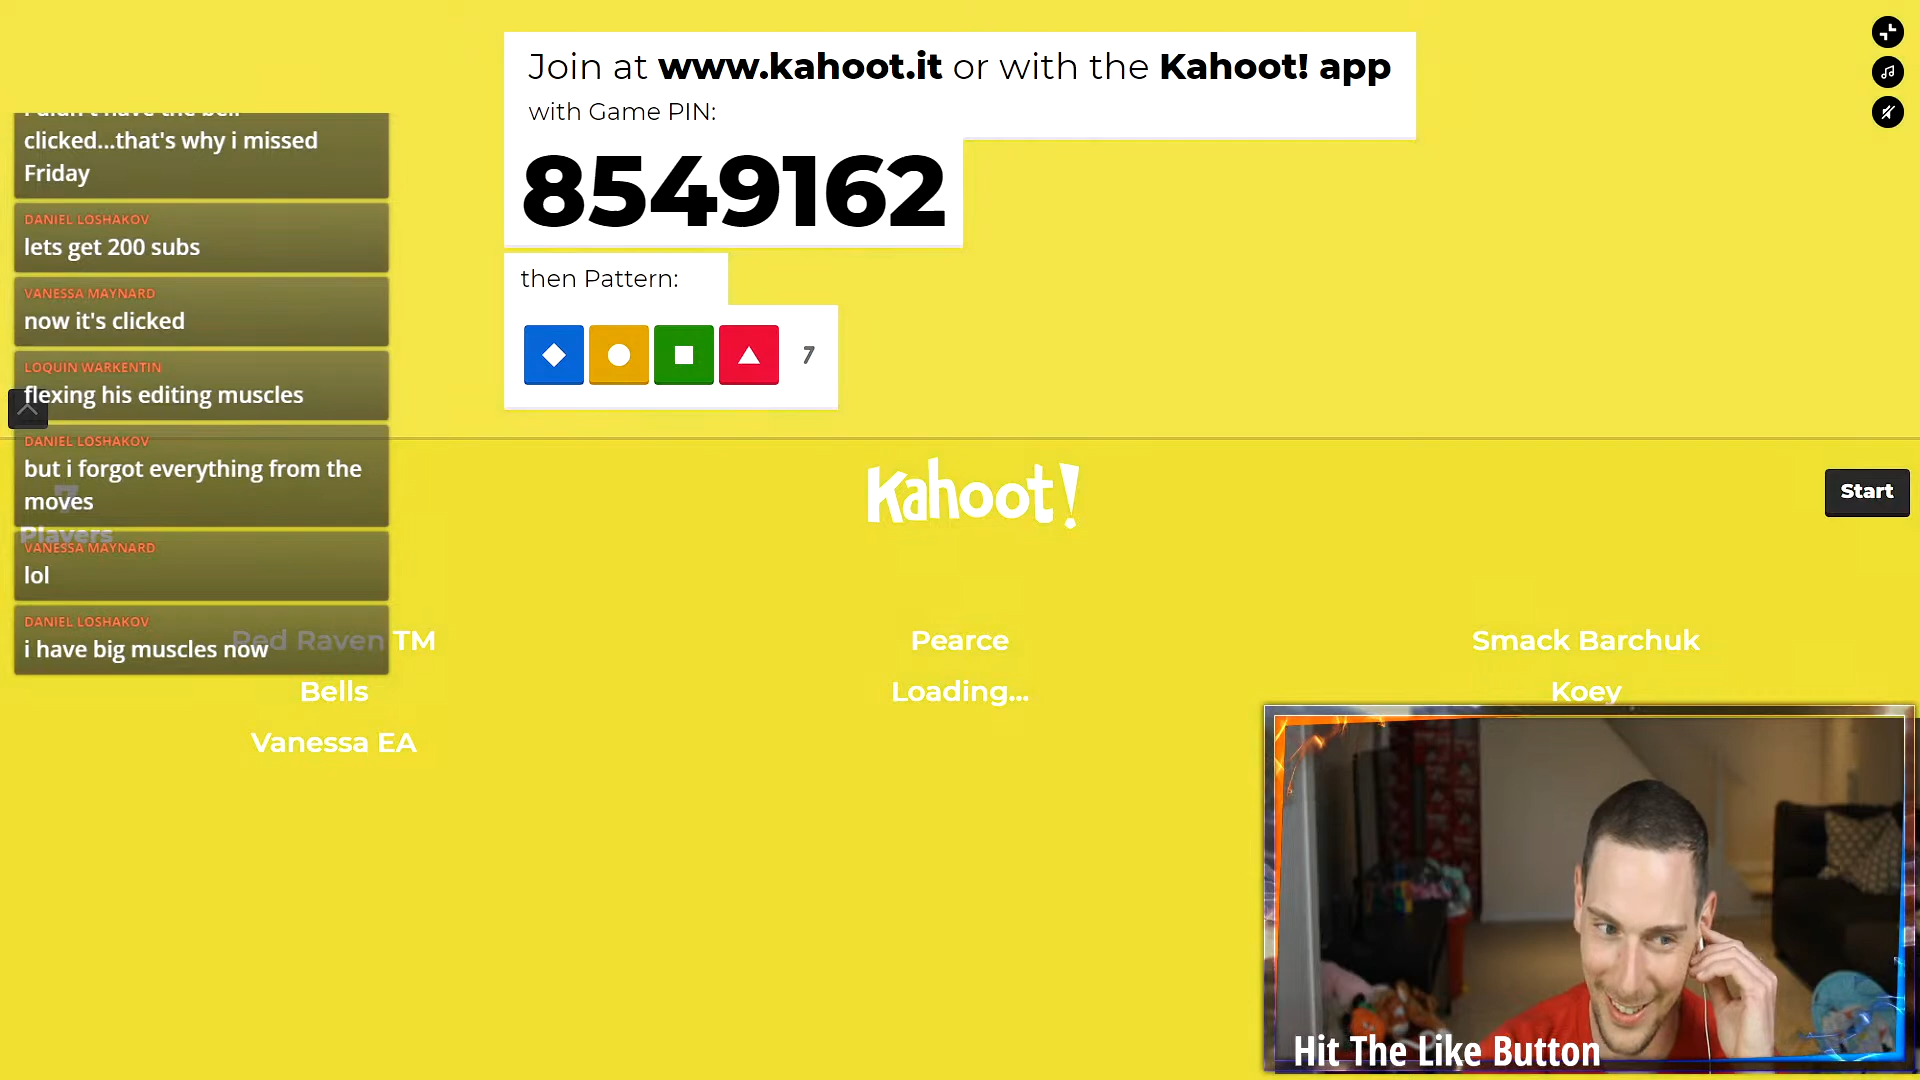 Join at www.kahoot.it or with the Kahoot! app
with Game PIN:
8549162
then Pattern:
7
clicked...that's why i missed
Friday
DANIEL LOSHAKOV
lets get 200 subs
VANESSA MAYNARD
now it's clicked
LOQUIN WARKENTIN
flexing his editing muscles
DANIEL LOSHAKOV
but i forgot everything from the
moves
Players
VANESSA MAYNARD
lol
DANIEL LOSHAKOV
i have big muscles now
Kahoot!
Start
Red Raven TM
Pearce
Smack Barchuk
Bells
Loading...
Koey
Vanessa EA
Hit The Like Button